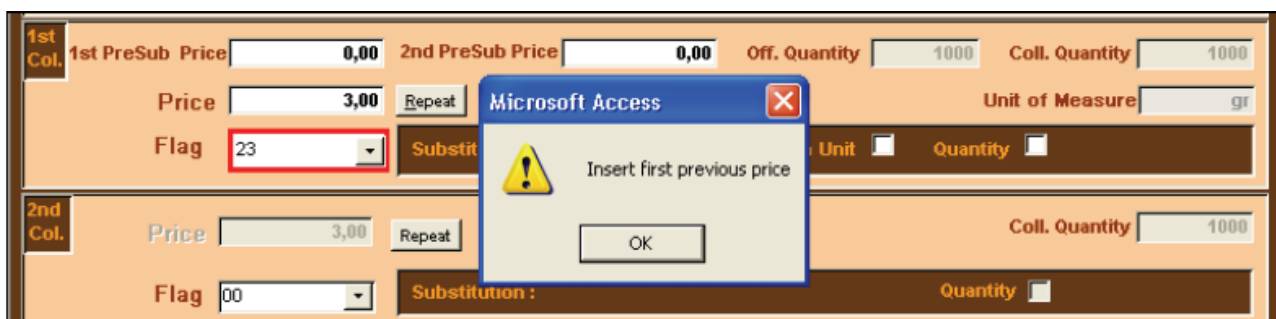 1st Col.
1st PreSub Price 0,00 2nd PreSub Price 0,00 Off. Quantity 1000 Coll. Quantity 1000
Price 3,00 Repeat Unit of Measure gr
Flag 23 Substit Unit Quantity
Microsoft Access
Insert first previous price
OK
2nd Col.
Price 3,00 Repeat Coll. Quantity 1000
Flag 00 Substitution : Quantity